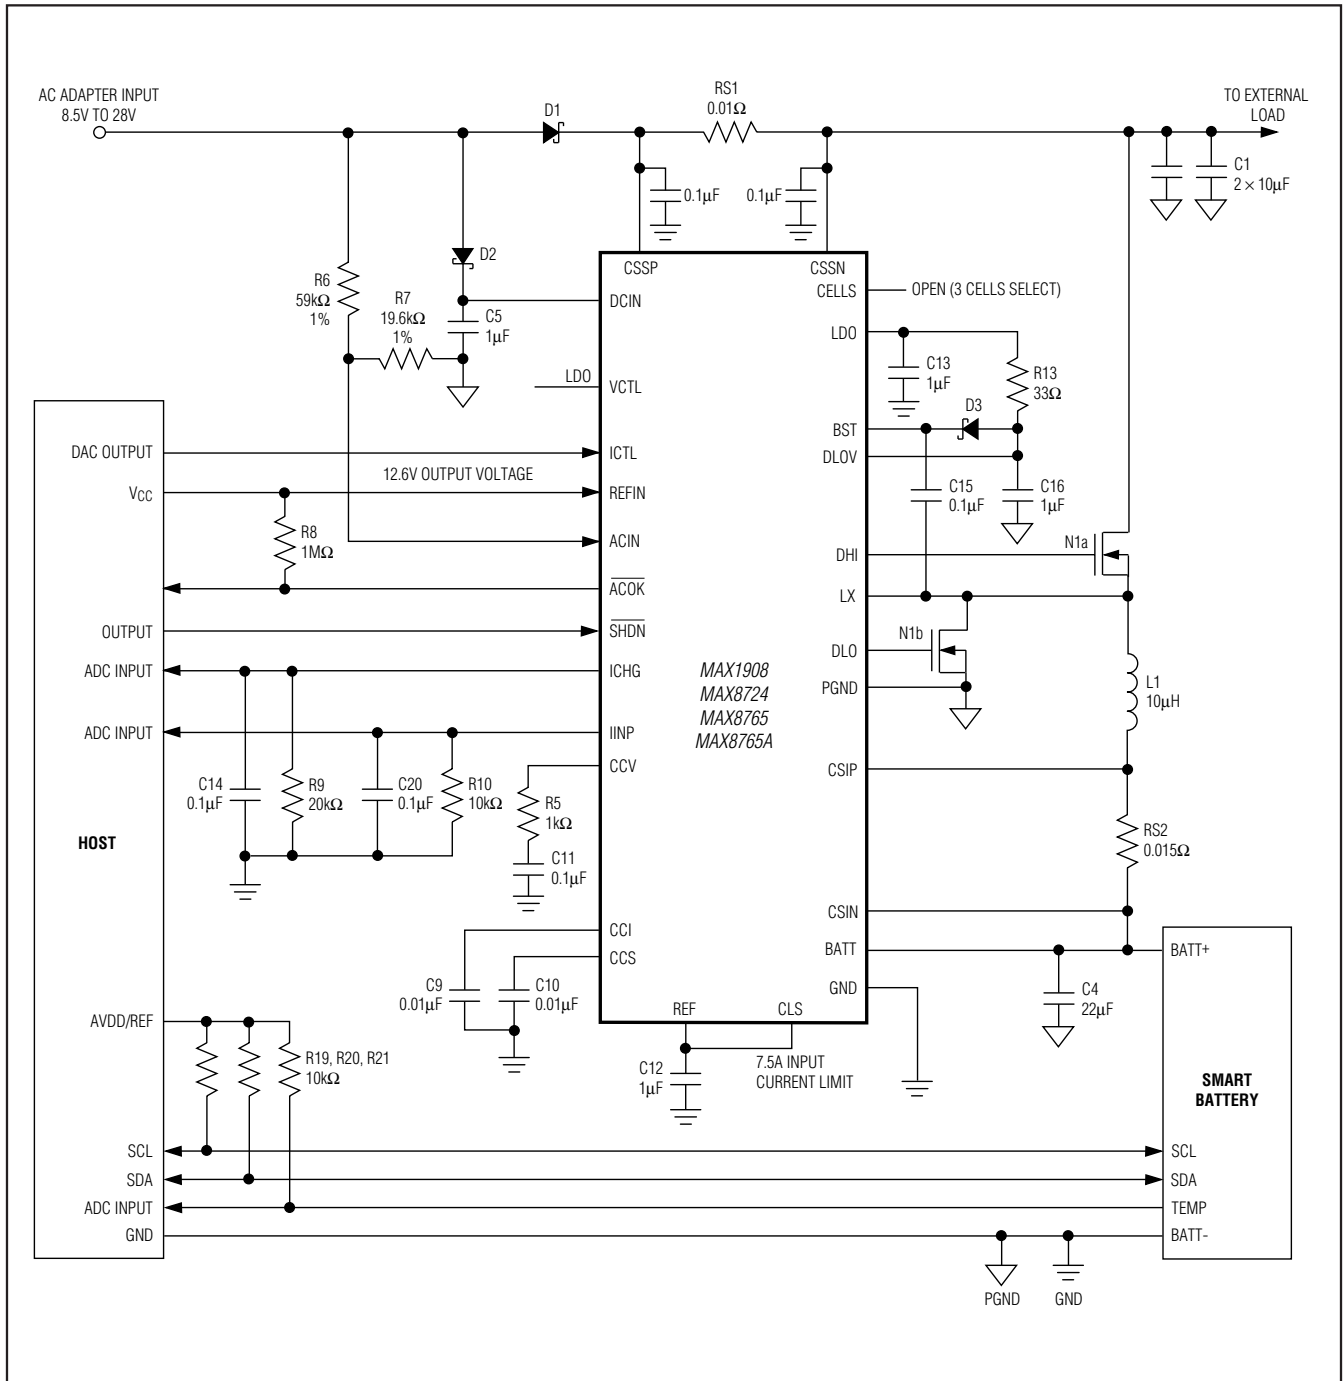 AC ADAPTER INPUT
8.5V TO 28V
D1
RS1
0.01Ω
TO EXTERNAL
LOAD
0.1µF
0.1µF
C1
2 × 10µF
D2
R6
59kΩ
1%
R7
19.6kΩ
1%
C5
1µF
LDO
CSSP
CSSN
DCIN
CELLS
OPEN (3 CELLS SELECT)
LDO
C13
1µF
R13
33Ω
VCTL
D3
BST
DLOV
DAC OUTPUT
ICTL
12.6V OUTPUT VOLTAGE
VCC
REFIN
C15
0.1µF
C16
1µF
R8
1MΩ
ACIN
N1a
DHI
ACOK
LX
OUTPUT
SHDN
N1b
DLO
ADC INPUT
ICHG
MAX1908
MAX8724
MAX8765
MAX8765A
PGND
L1
10µH
ADC INPUT
IINP
CCV
CSIP
C14
0.1µF
R9
20kΩ
C20
0.1µF
R10
10kΩ
R5
1kΩ
C11
0.1µF
HOST
RS2
0.015Ω
CSIN
CCI
BATT
BATT+
CCS
C9
0.01µF
C10
0.01µF
GND
C4
22µF
AVDD/REF
REF
CLS
R19, R20, R21
10kΩ
C12
1µF
7.5A INPUT
CURRENT LIMIT
SMART
BATTERY
SCL
SCL
SDA
SDA
ADC INPUT
TEMP
GND
BATT-
PGND
GND